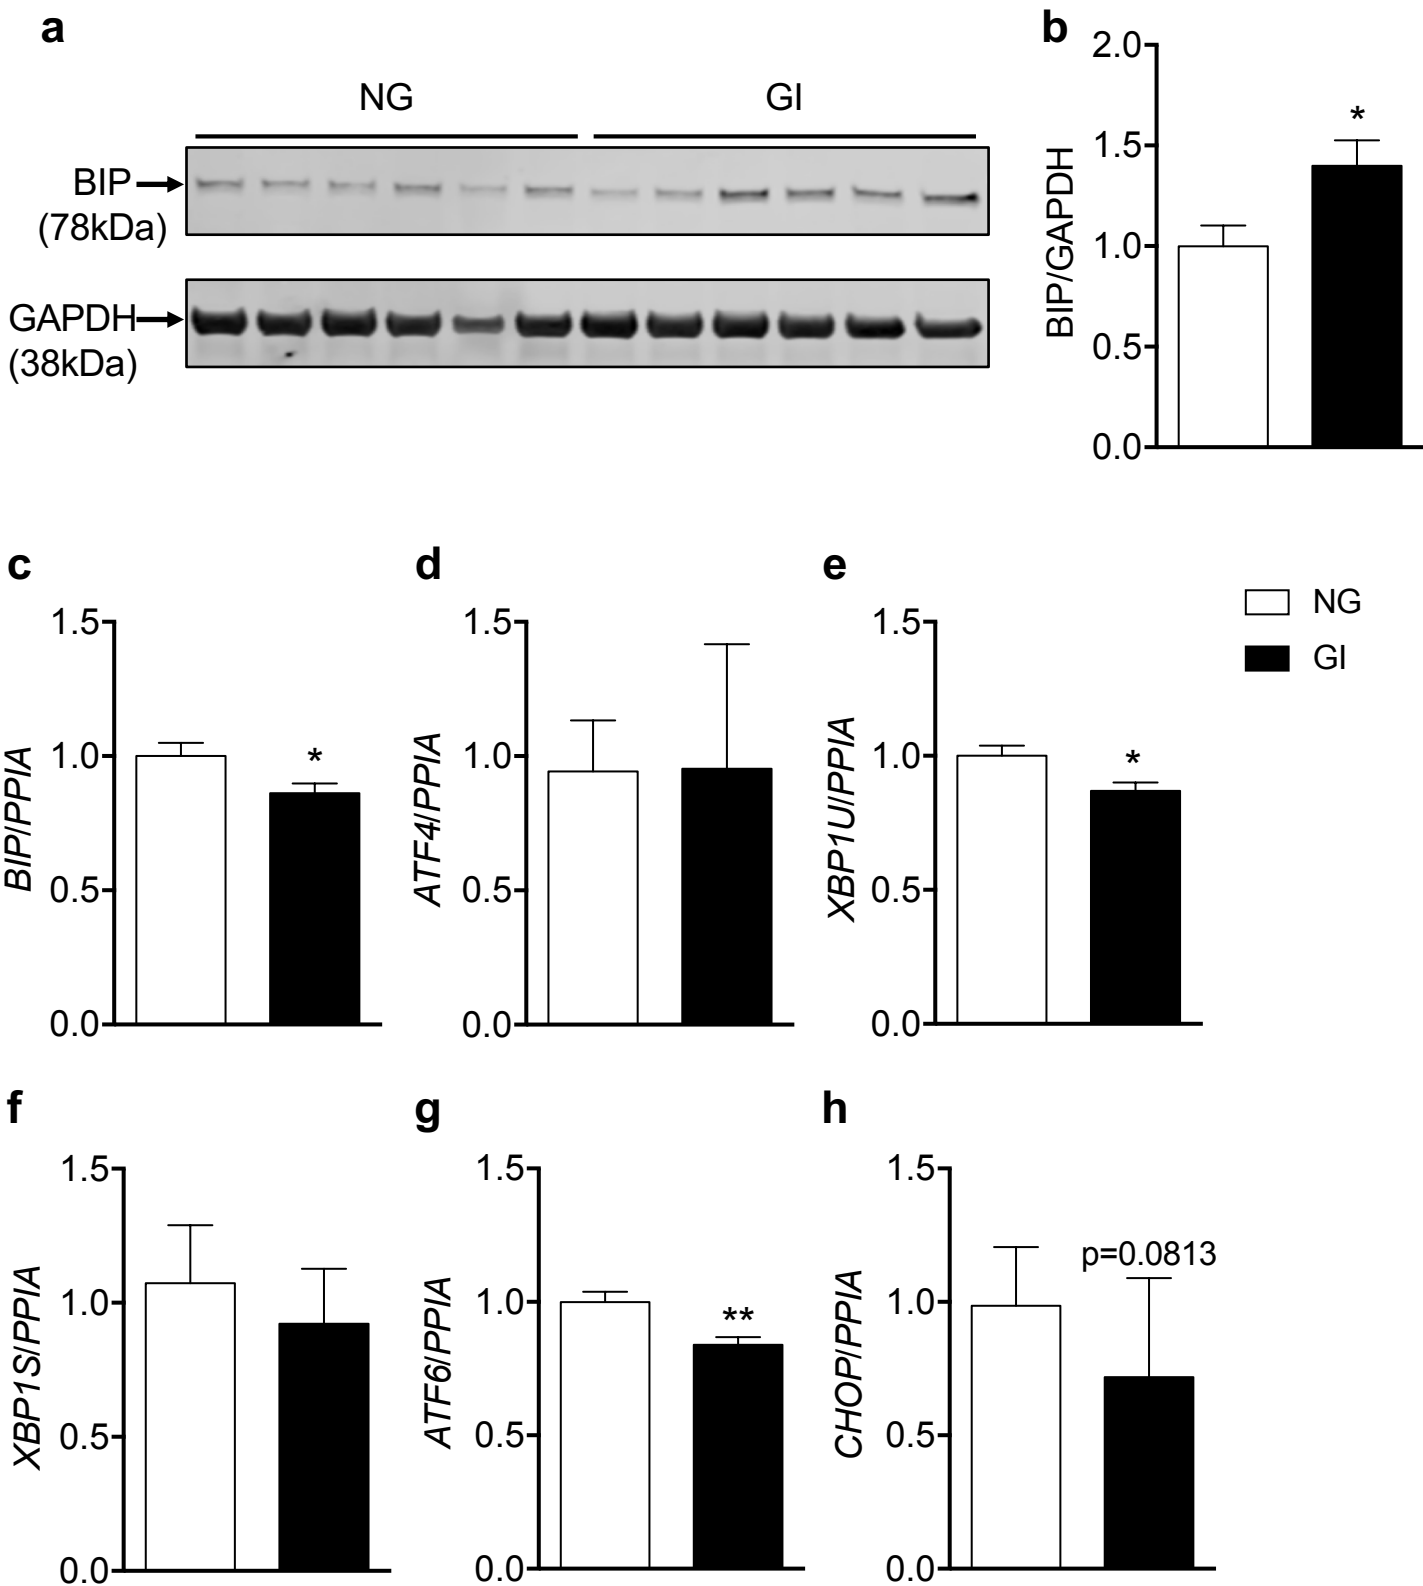 a
NG
GI
BIP
(78kDa)
GAPDH
(38kDa)
b
2.0
1.5
1.0
0.5
0.0
BIP/GAPDH
*
c
1.5
1.0
0.5
0.0
BIP/PPIA
*
d
1.5
1.0
0.5
0.0
ATF4/PPIA
e
1.5
1.0
0.5
0.0
XBP1U/PPIA
*
NG
GI
f
1.5
1.0
0.5
0.0
XBP1S/PPIA
g
1.5
1.0
0.5
0.0
ATF6/PPIA
**
h
1.5
1.0
0.5
0.0
CHOP/PPIA
p=0.0813